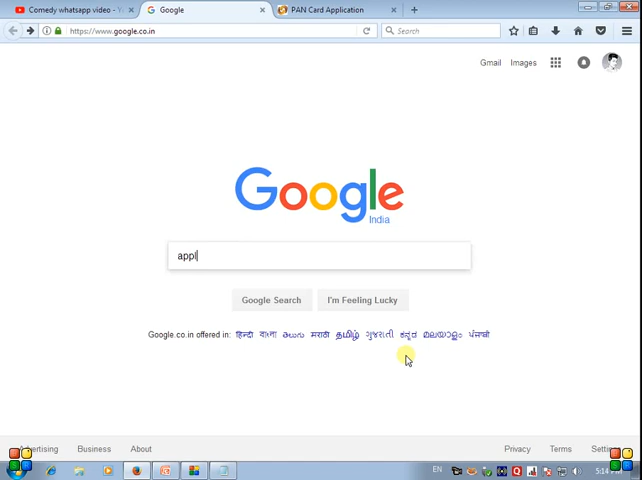 Comedy whatsapp video -
Google
PAN Card Application
https://www.google.co.in
Search
Gmail Images
Google
India
appl
Google Search I'm Feeling Lucky
Google.co.in offered in: हिन्दी বাংলা తెలుగు मराठी தமிழ் ગુજરાતી ಕನ್ನಡ മലയാളം ਪੰਜਾਬੀ
Business About Privacy Terms
EN 5:14